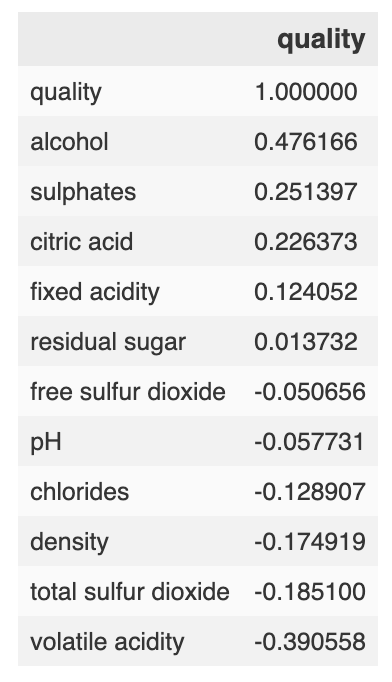 quality
quality 1.000000
alcohol 0.476166
sulphates 0.251397
citric acid 0.226373
fixed acidity 0.124052
residual sugar 0.013732
free sulfur dioxide -0.050656
pH -0.057731
chlorides -0.128907
density -0.174919
total sulfur dioxide -0.185100
volatile acidity -0.390558